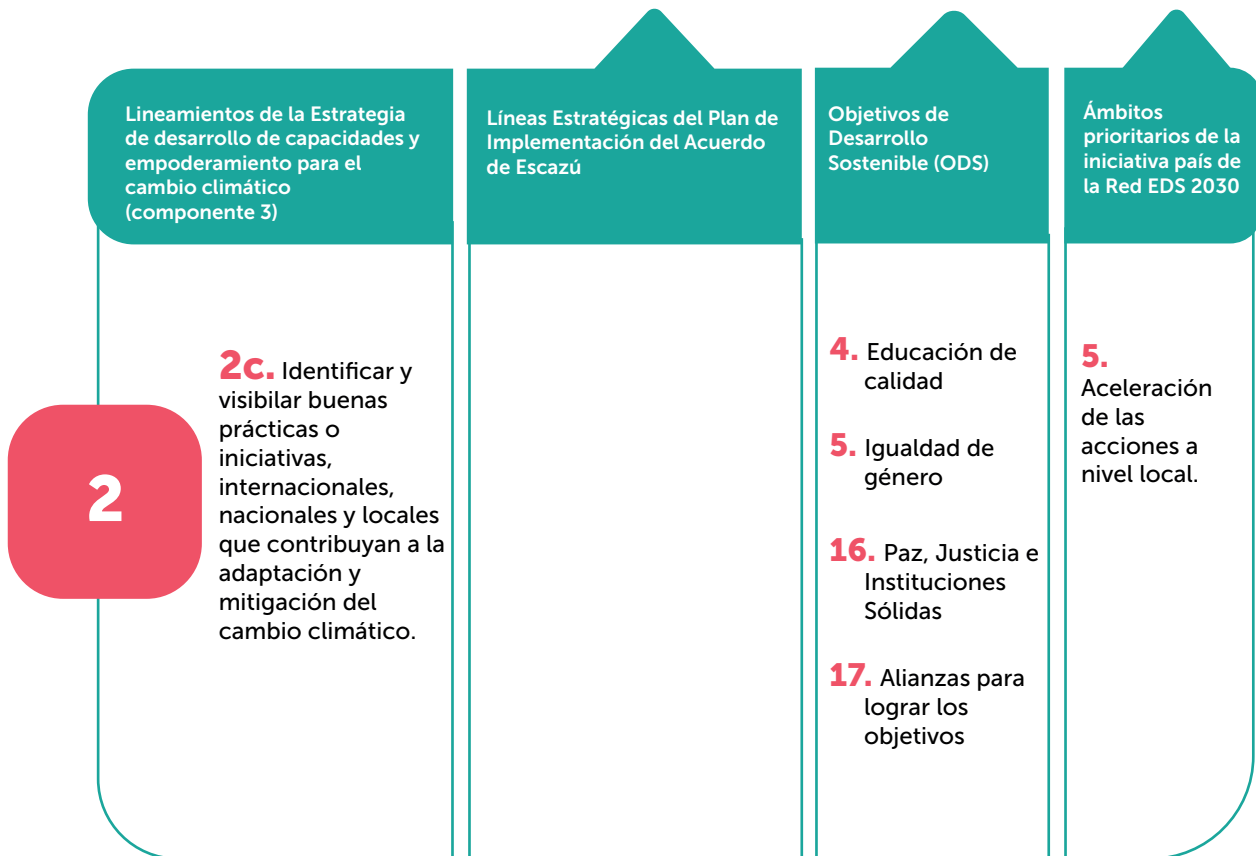 Lineamientos de la Estrategia
de desarrollo de capacidades y
empoderamiento para el
cambio climático
(componente 3)
Líneas Estratégicas del Plan de
Implementación del Acuerdo
de Escazú
Objetivos de
Desarrollo
Sostenible (ODS)
Ámbitos
prioritarios de la
iniciativa país de
la Red EDS 2030
2
2c. Identificar y
visibilar buenas
prácticas o
iniciativas,
internacionales,
nacionales y locales
que contribuyan a la
adaptación y
mitigación del
cambio climático.
4. Educación de
calidad
5. Igualdad de
género
16. Paz, Justicia e
Instituciones
Sólidas
17. Alianzas para
lograr los
objetivos
5.
Aceleración
de las
acciones a
nivel local.